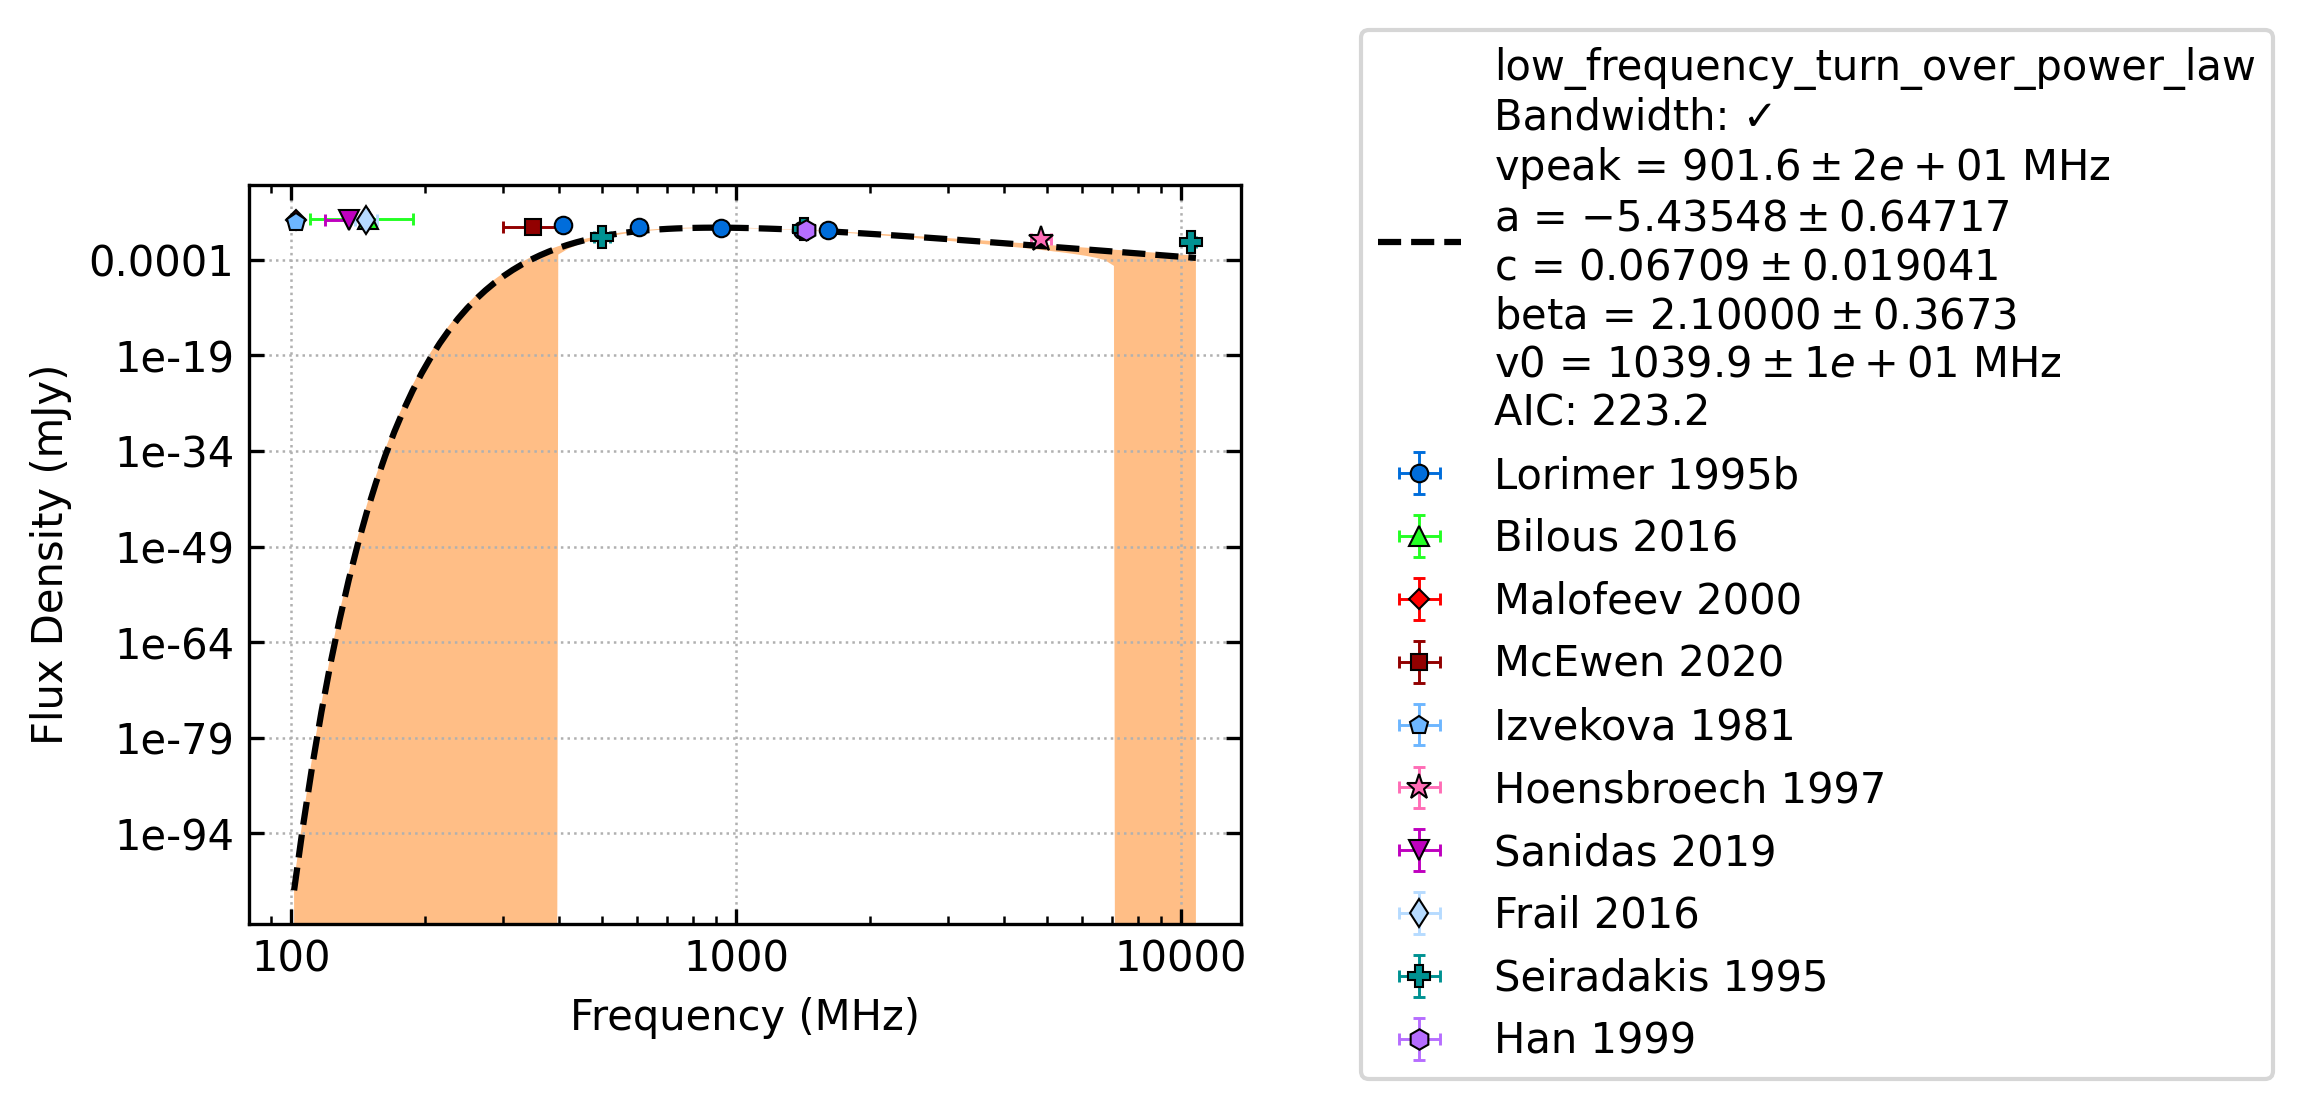 low_frequency_turn_over_power_law
Bandwidth: ✓
vpeak = 901.6 ± 2e + 01 MHz
a = −5.43548 ± 0.64717
c = 0.06709 ± 0.019041
beta = 2.10000 ± 0.3673
v0 = 1039.9 ± 1e + 01 MHz
AIC: 223.2
Lorimer 1995b
Bilous 2016
Malofeev 2000
McEwen 2020
Izvekova 1981
Hoensbroech 1997
Sanidas 2019
Frail 2016
Seiradakis 1995
Han 1999
Flux Density (mJy)
0.0001
1e-19
1e-34
1e-49
1e-64
1e-79
1e-94
100
1000
10000
Frequency (MHz)